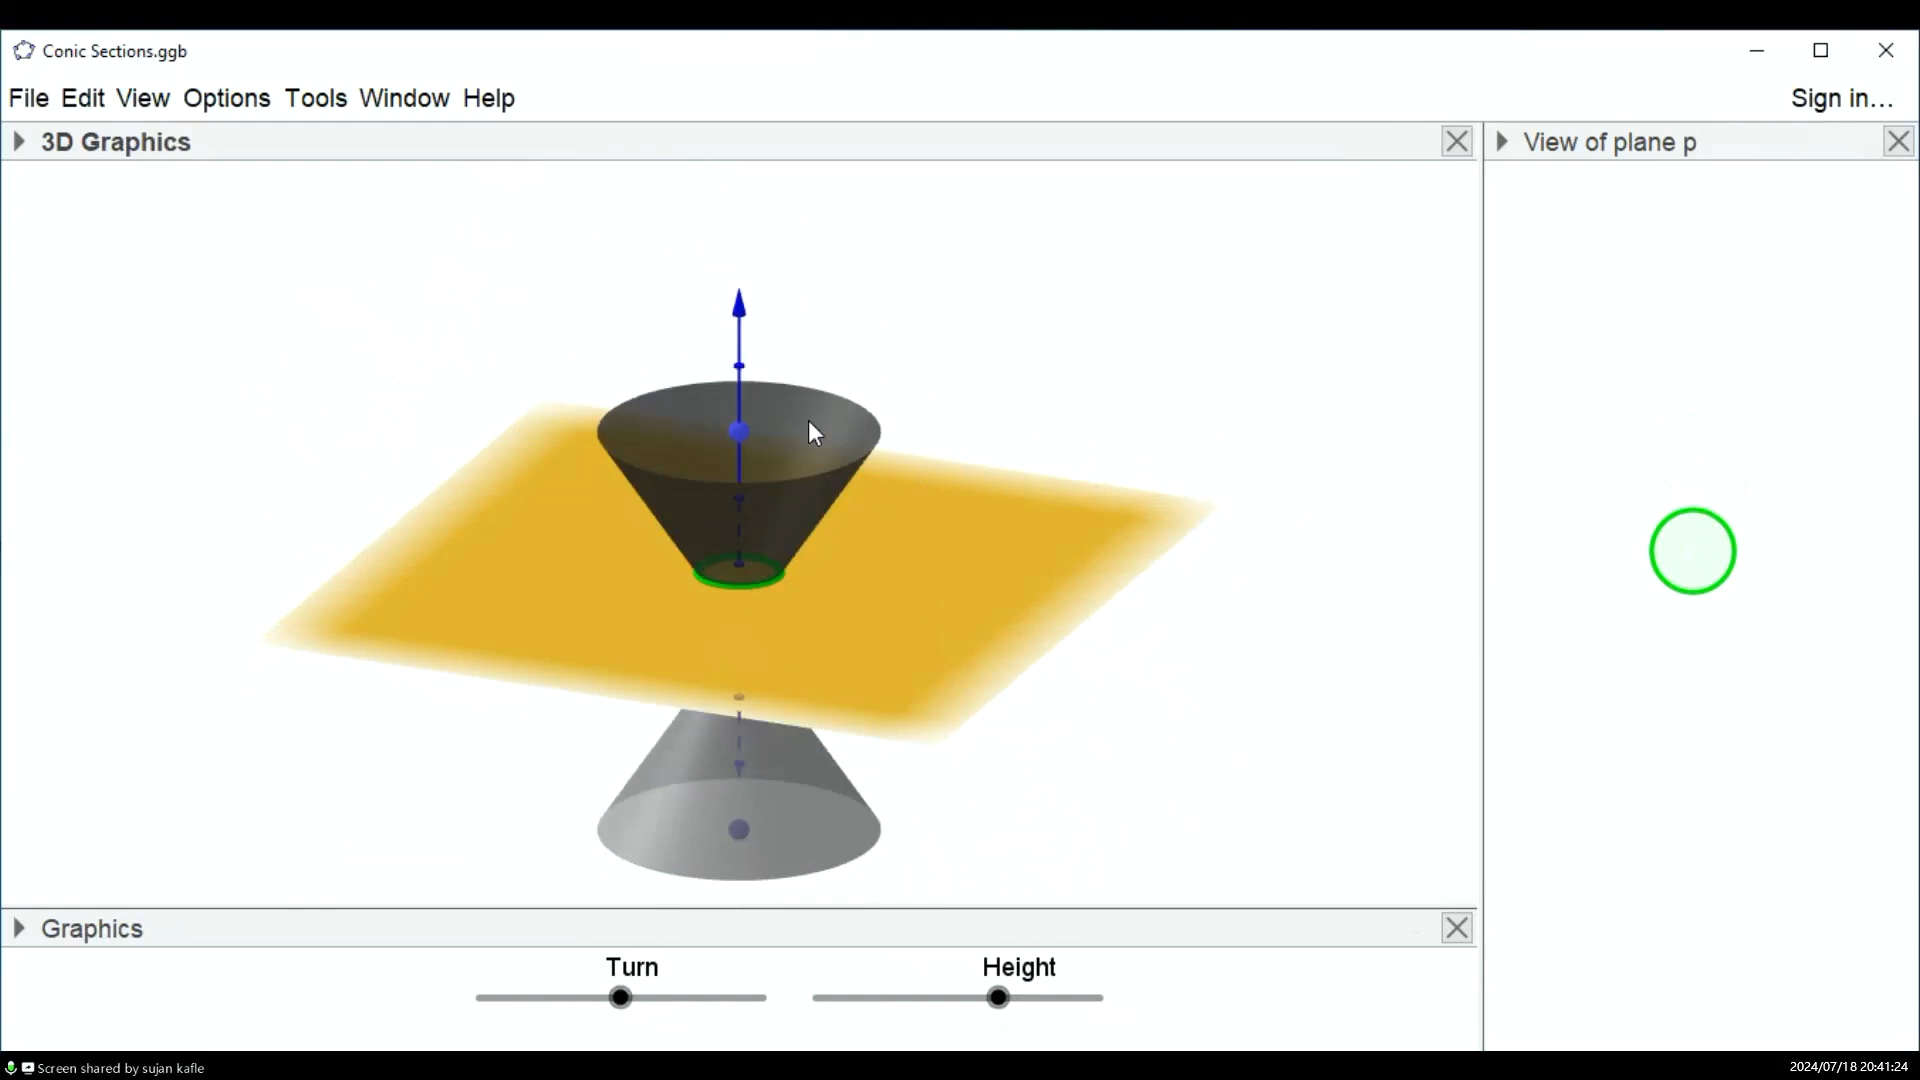 Conic Sections.ggb
File Edit View Options Tools Window Help
Sign in...
3D Graphics
View of plane p
Graphics
Turn
Height
Screen shared by sujan kafle
2024/07/18 20:41:24